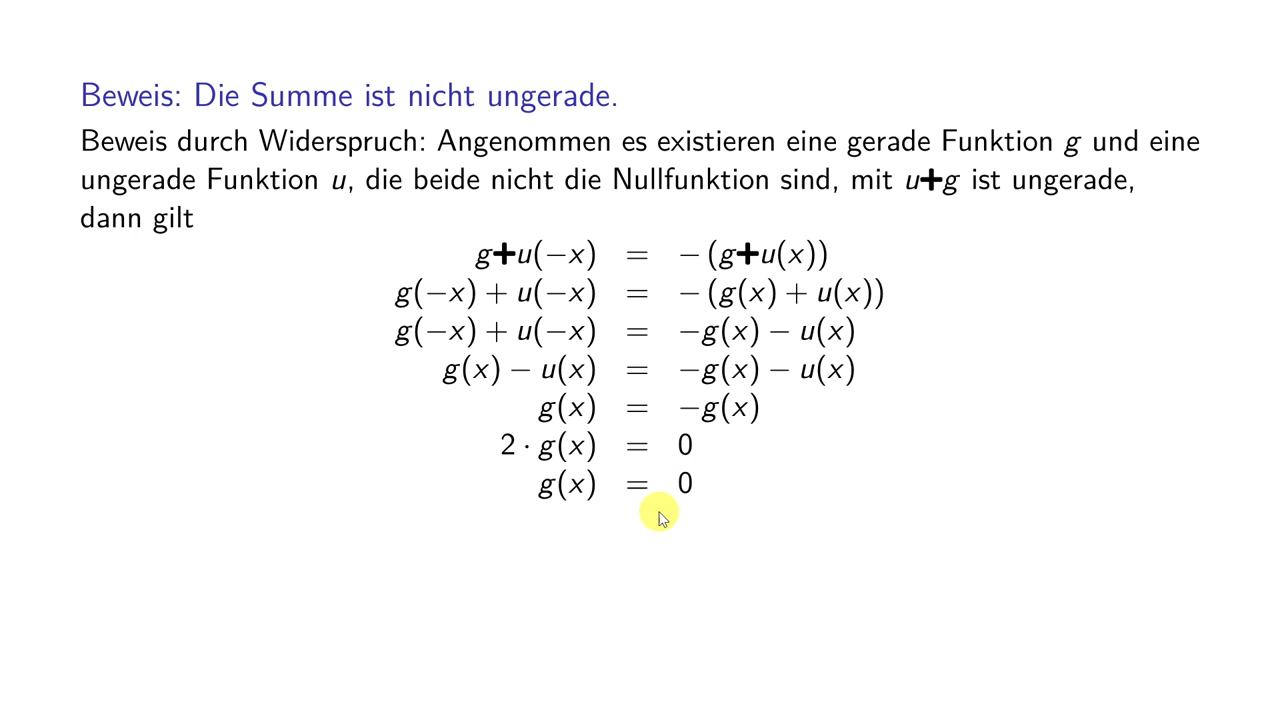 Beweis: Die Summe ist nicht ungerade.
Beweis durch Widerspruch: Angenommen es existieren eine gerade Funktion g und eine
ungerade Funktion u, die beide nicht die Nullfunktion sind, mit u+g ist ungerade,
dann gilt
g+u(−x) = −(g+u(x))
g(−x) + u(−x) = −(g(x) + u(x))
g(−x) + u(−x) = −g(x) − u(x)
g(x) − u(x) = −g(x) − u(x)
g(x) = −g(x)
2 · g(x) = 0
g(x) = 0